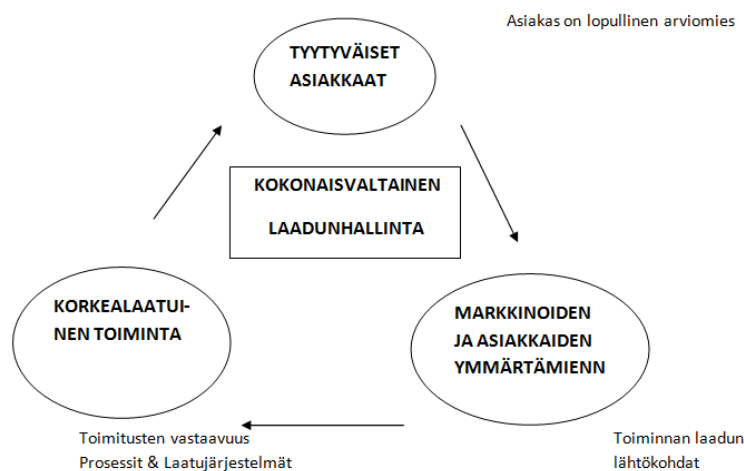 Asiakas on lopullinen arviomies
TYYTYVÄISET
ASIAKKAAT
KOKONAISVALTAINEN
LAADUNHALLINTA
KORKEALAATUI-
NEN TOIMINTA
MARKKINOIDEN
JA ASIAKKAIDEN
YMMÄRTÄMIENN
Toimitusten vastaavuus
Prosessit & Laatujärjestelmät
Toiminnan laadun
lähtökohdat